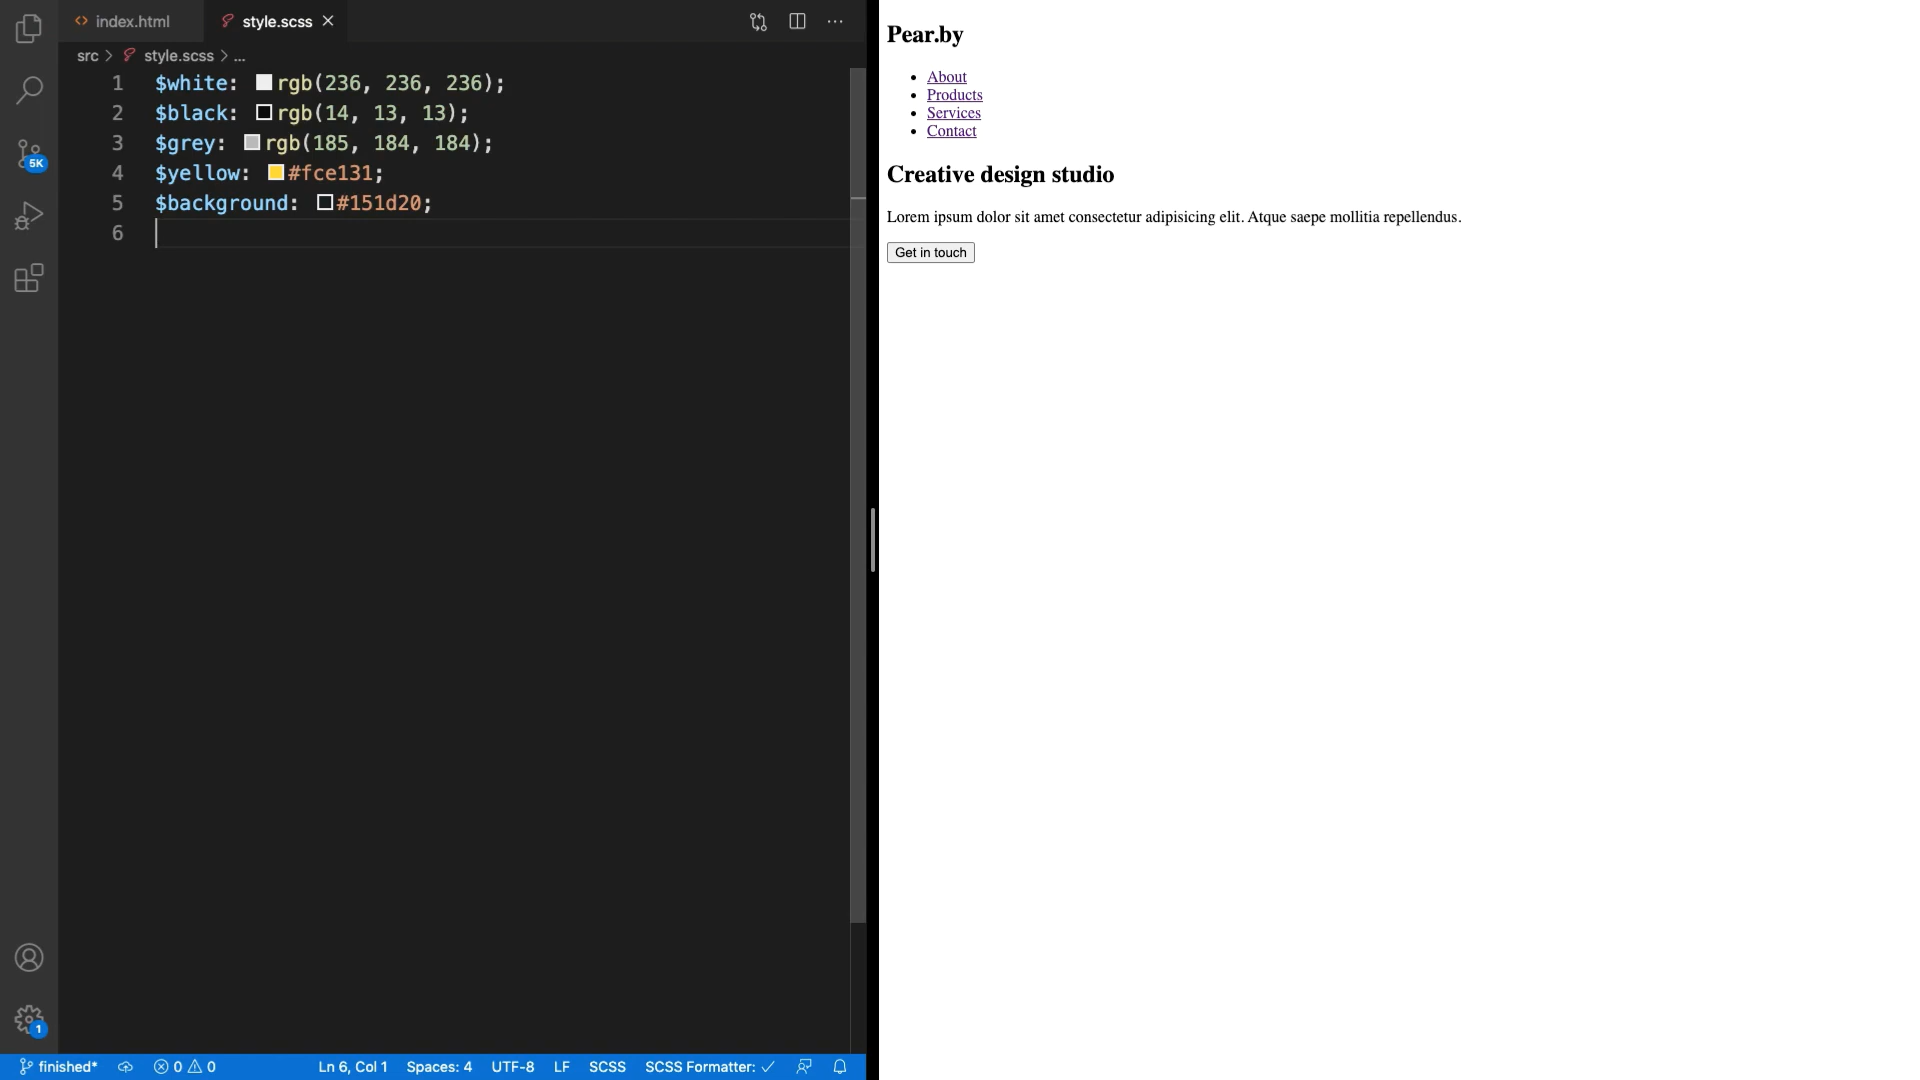 index.html
style.scss
src > style.scss > ...
1 $white: rgb(236, 236, 236);
2 $black: rgb(14, 13, 13);
3 $grey: rgb(185, 184, 184);
4 $yellow: #fce131;
5 $background: #151d20;
6
5K
1
finished* 0 0 Ln 6, Col 1 Spaces: 4 UTF-8 LF SCSS SCSS Formatter: ✓
Pear.by
About
Products
Services
Contact
Creative design studio
Lorem ipsum dolor sit amet consectetur adipisicing elit. Atque saepe mollitia repellendus.
Get in touch